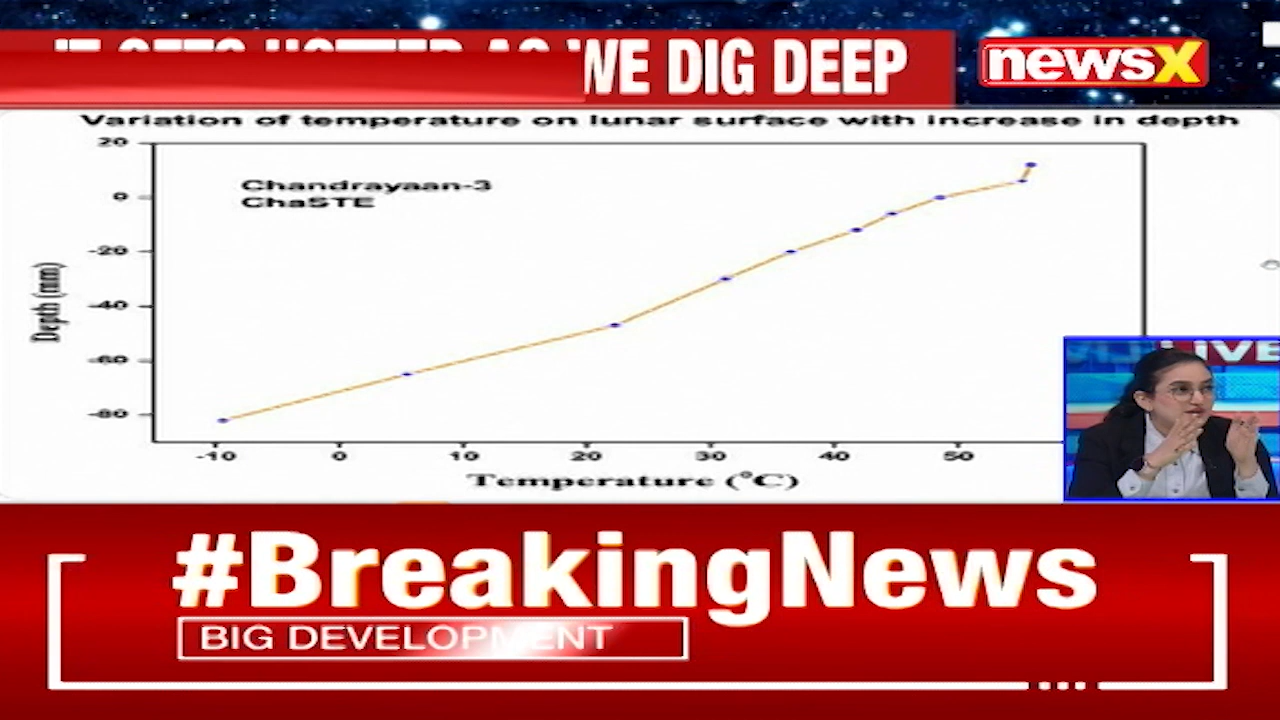 WE DIG DEEP
newsX
Variation of temperature on lunar surface with increase in depth
20
0
-20
-40
-60
-80
Chandrayaan-3
ChaSTE
Depth (mm)
-10 0 10 20 30 40 50
Temperature (°C)
LIVE
#BreakingNews
BIG DEVELOPMENT